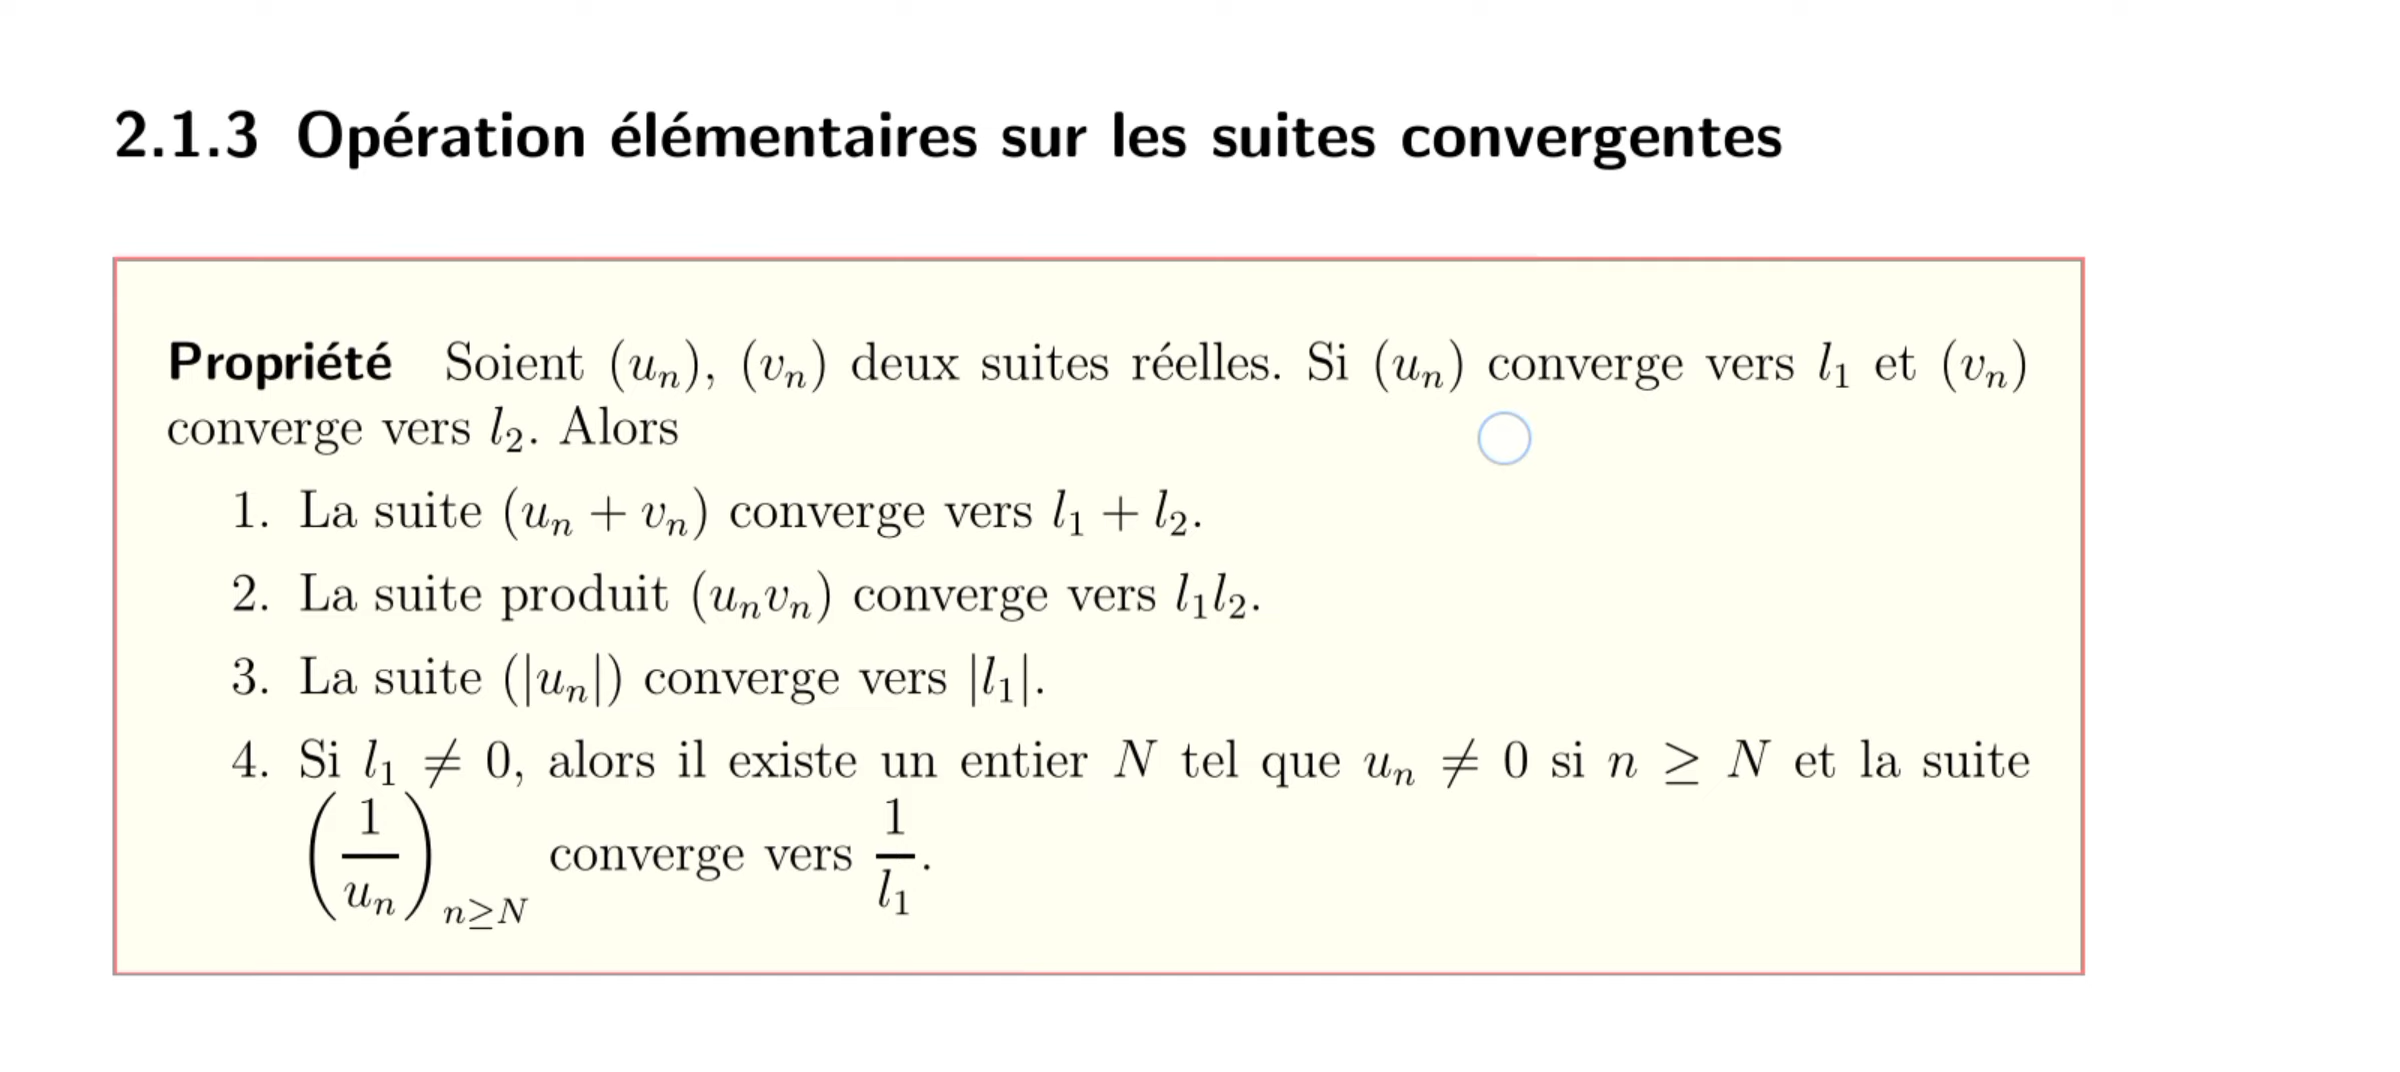 2.1.3 Opération élémentaires sur les suites convergentes
Propriété Soient (uₙ), (vₙ) deux suites réelles. Si (uₙ) converge vers l₁ et (vₙ)
converge vers l₂. Alors
1. La suite (uₙ + vₙ) converge vers l₁ + l₂.
2. La suite produit (uₙvₙ) converge vers l₁l₂.
3. La suite (|uₙ|) converge vers |l₁|.
4. Si l₁ ≠ 0, alors il existe un entier N tel que uₙ ≠ 0 si n ≥ N et la suite
(1/uₙ)n≥N converge vers 1/l₁.